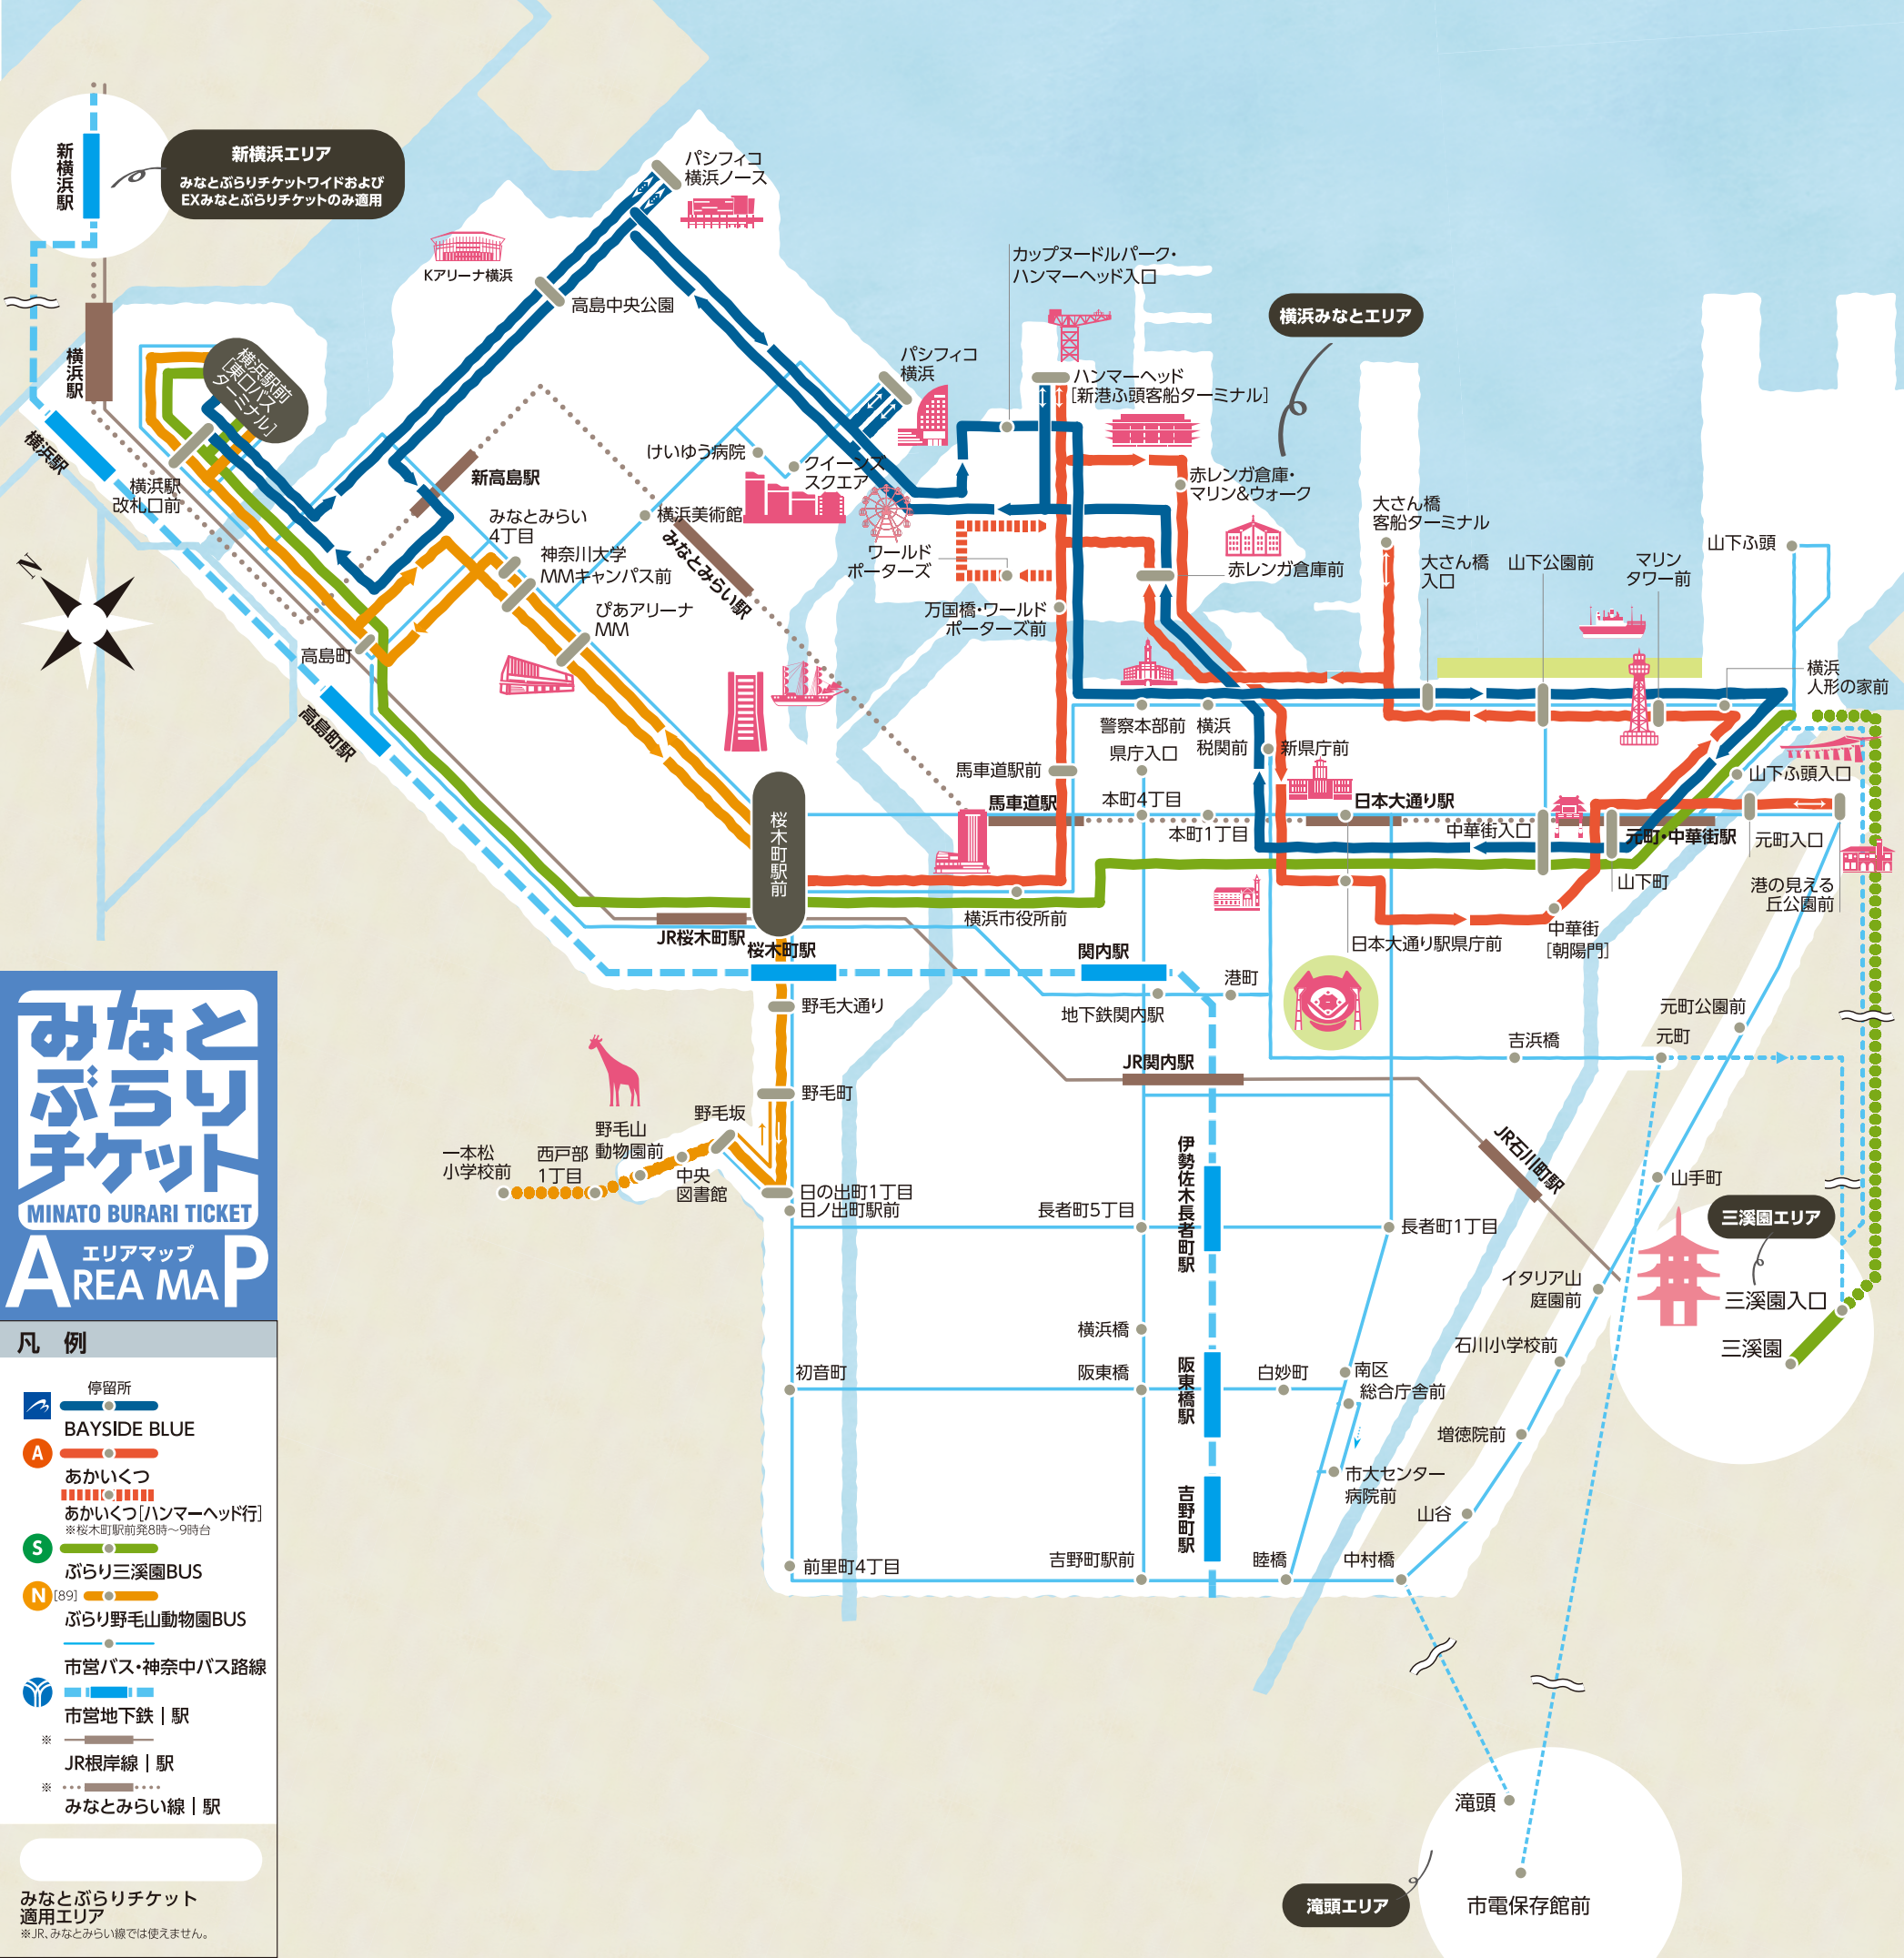 新横浜駅
新横浜エリア
みなとぶらりチケットワイドおよび
EXみなとぶらりチケットのみ適用
パシフィコ
横浜ノース
Kアリーナ横浜
高島中央公園
カップヌードルパーク・
ハンマーヘッド入口
横浜みなとエリア
横浜駅
横浜駅前
[東口バス
ターミナル]
パシフィコ
横浜
ハンマーヘッド
[新港ふ頭客船ターミナル]
横浜駅
横浜駅
改札口前
新高島駅
けいゆう病院
クイーンズ
スクエア
赤レンガ倉庫・
マリン&ウォーク
横浜美術館
みなとみらい
4丁目
みなとみらい駅
大さん橋
客船ターミナル
神奈川大学
MMキャンパス前
ワールド
ポーターズ
赤レンガ倉庫前
大さん橋
入口
山下公園前
マリン
タワー前
山下ふ頭
N
ぴあアリーナ
MM
万国橋・ワールド
ポーターズ前
高島町
高島町駅
横浜
人形の家前
警察本部前
横浜
税関前
県庁入口
新県庁前
馬車道駅前
山下ふ頭入口
馬車道駅
本町4丁目
日本大通り駅
本町1丁目
中華街入口
元町・中華街駅
元町入口
桜木町駅前
山下町
港の見える
丘公園前
横浜市役所前
中華街
[朝陽門]
日本大通り駅県庁前
JR桜木町駅
桜木町駅
関内駅
港町
野毛大通り
地下鉄関内駅
元町公園前
元町
吉浜橋
JR関内駅
野毛町
野毛坂
野毛山
動物園前
一本松
小学校前
西戸部
1丁目
中央
図書館
日の出町1丁目
日ノ出町駅前
伊勢佐木長者町駅
JR石川町駅
山手町
長者町5丁目
長者町1丁目
三溪園エリア
イタリア山
庭園前
三溪園入口
三溪園
横浜橋
石川小学校前
初音町
阪東橋
阪東橋駅
白妙町
南区
総合庁舎前
増徳院前
市大センター
病院前
山谷
吉野町駅
前里町4丁目
吉野町駅前
睦橋
中村橋
滝頭
滝頭エリア
市電保存館前
みなと
ぶらり
チケット
MINATO BURARI TICKET
エリアマップ
AREA MAP
凡 例
停留所
BAYSIDE BLUE
A
あかいくつ
あかいくつ[ハンマーヘッド行]
※桜木町駅前発8時〜9時台
S
ぶらり三溪園BUS
N [89]
ぶらり野毛山動物園BUS
市営バス・神奈中バス路線
市営地下鉄｜駅
※
JR根岸線｜駅
※
みなとみらい線｜駅
みなとぶらりチケット
適用エリア
※JR、みなとみらい線では使えません。